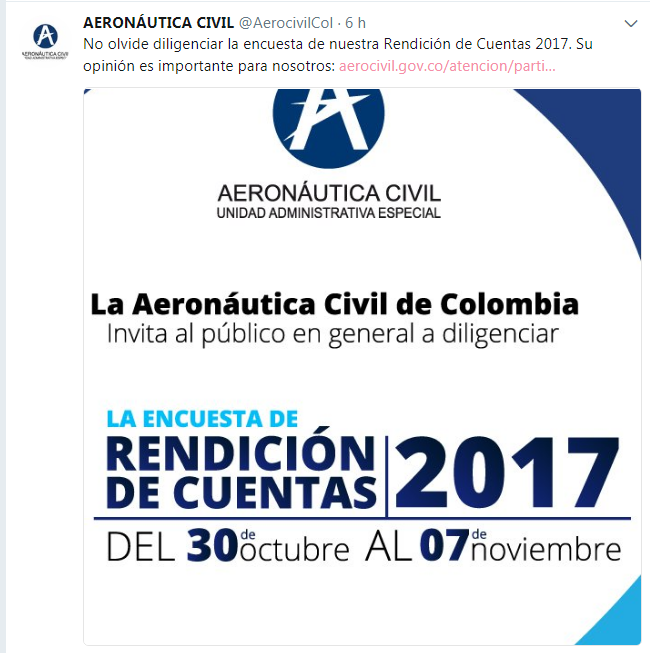 AERONÁUTICA CIVIL @AerocivilCol · 6 h
No olvide diligenciar la encuesta de nuestra Rendición de Cuentas 2017. Su
opinión es importante para nosotros: aerocivil.gov.co/atencion/parti...
AERONÁUTICA CIVIL
UNIDAD ADMINISTRATIVA ESPECIAL
La Aeronáutica Civil de Colombia
Invita al público en general a diligenciar
LA ENCUESTA DE
RENDICIÓN
DE CUENTAS
2017
DEL 30 de octubre AL 07 de noviembre